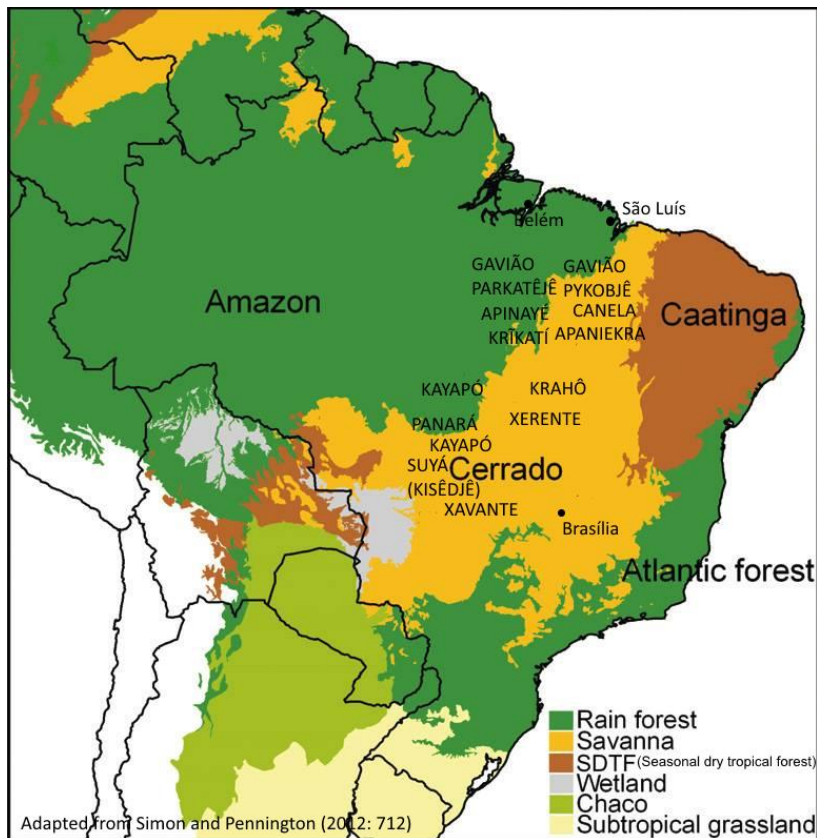 São Luís
Belém
GAVIÃO
PARKATÊJÊ
GAVIÃO
PYKOBJÊ
Amazon
APINAYÉ
CANELA
Caatinga
KRĨKATÍ
APANIEKRA
KAYAPÓ
KRAHÔ
PANARÁ
XERENTE
KAYAPÓ
SUYÁ
(KISÊDJÊ)
Cerrado
XAVANTE
Brasília
Atlantic forest
Rain forest
Savanna
SDTF (Seasonal dry tropical forest)
Wetland
Chaco
Subtropical grassland
Adapted from Simon and Pennington (2012: 712)